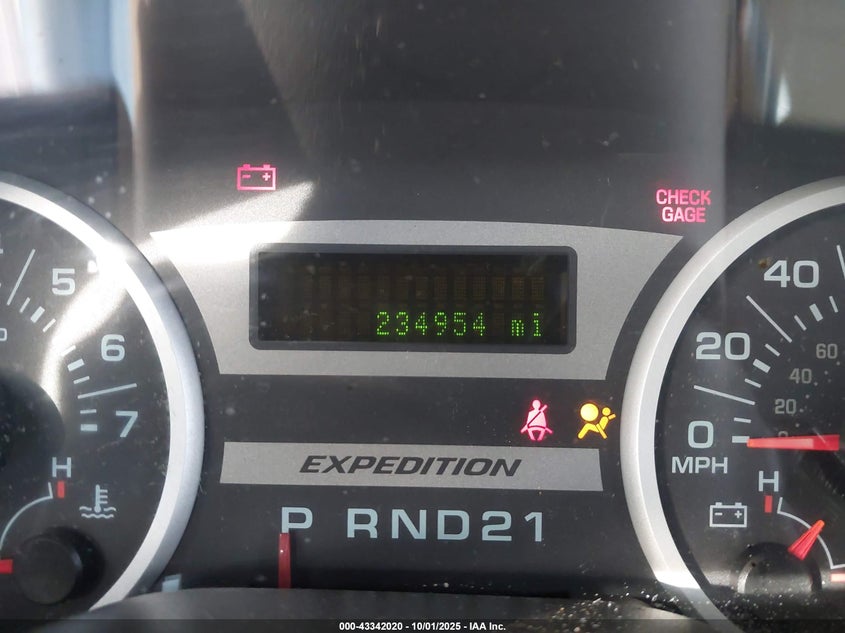 CHECK
GAGE
5
6
7
H
234954 mi
EXPEDITION
P RND21
40
20
0
MPH
60
40
20
H
000-43342020 - 10/01/2025 - IAA Inc.